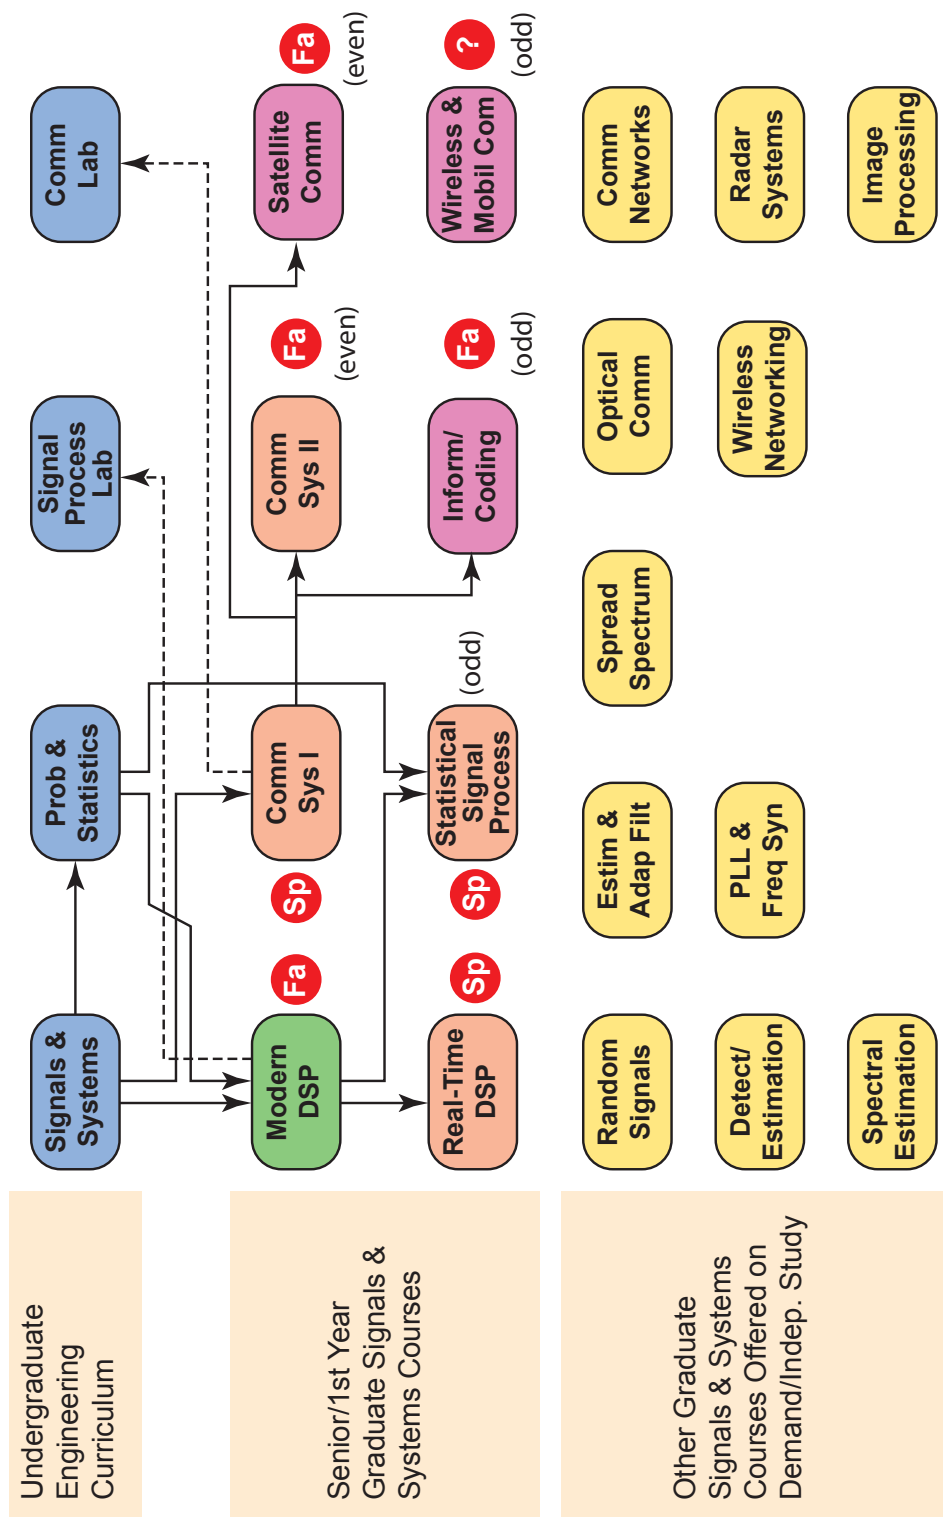 Undergraduate
Engineering
Curriculum
Signals &
Systems
Prob &
Statistics
Signal
Process
Lab
Comm
Lab
Senior/1st Year
Graduate Signals &
Systems Courses
Modern
DSP
Fa
Sp
Comm
Sys I
Comm
Sys II
Fa
(even)
Satellite
Comm
Fa
(even)
Real-Time
DSP
Sp
Sp
Statistical
Signal
Process
(odd)
Inform/
Coding
Fa
(odd)
Wireless &
Mobil Com
?
(odd)
Other Graduate
Signals & Systems
Courses Offered on
Demand/Indep. Study
Random
Signals
Estim &
Adap Filt
Spread
Spectrum
Optical
Comm
Comm
Networks
Detect/
Estimation
PLL &
Freq Syn
Wireless
Networking
Radar
Systems
Spectral
Estimation
Image
Processing